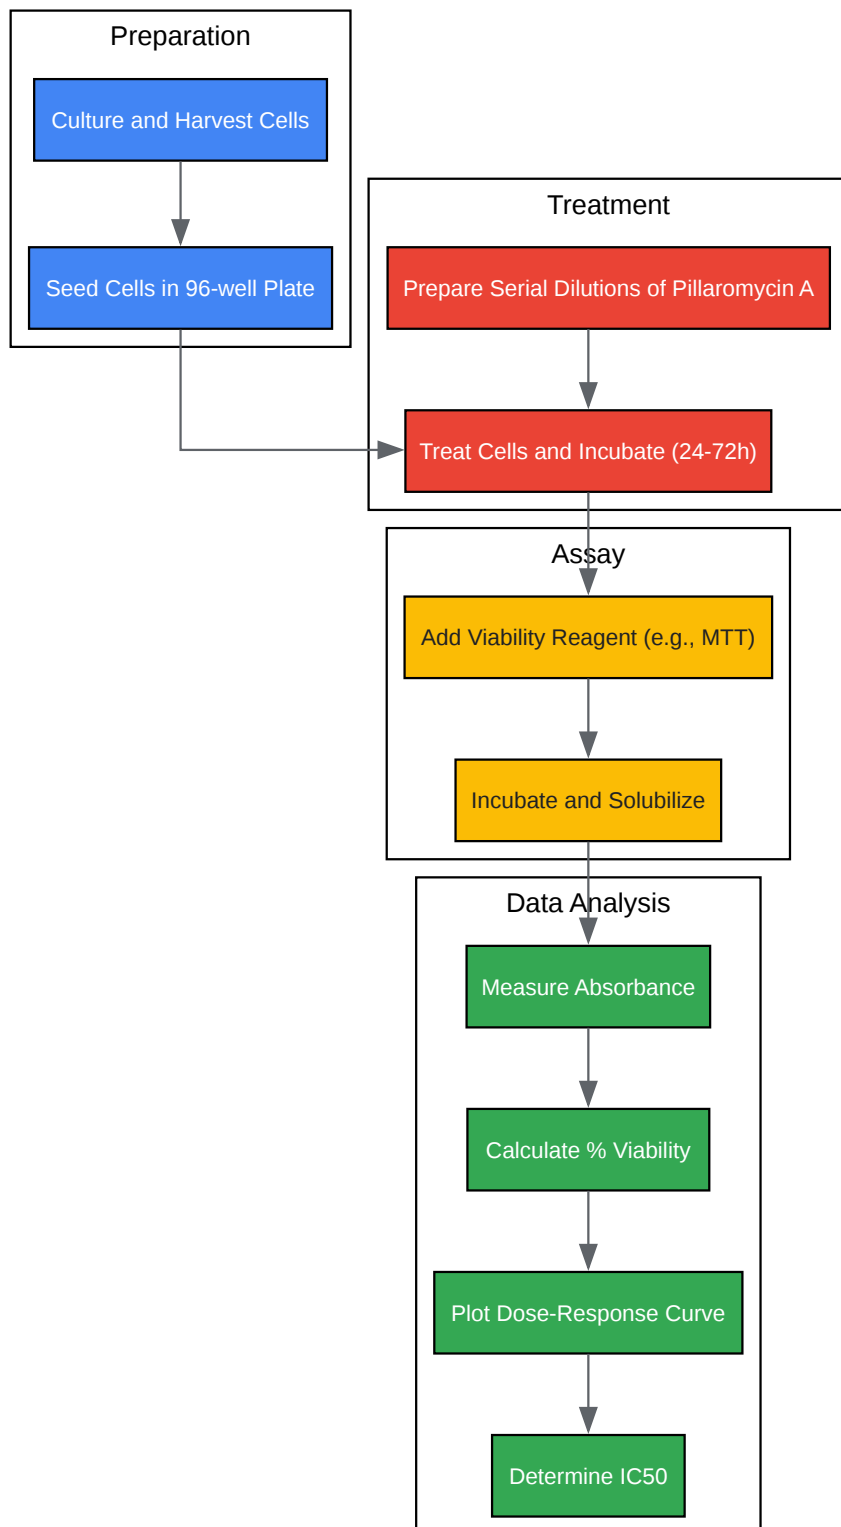 Preparation
Culture and Harvest Cells
Seed Cells in 96-well Plate
Treatment
Prepare Serial Dilutions of Pillaromycin A
Treat Cells and Incubate (24-72h)
Assay
Add Viability Reagent (e.g., MTT)
Incubate and Solubilize
Data Analysis
Measure Absorbance
Calculate % Viability
Plot Dose-Response Curve
Determine IC50